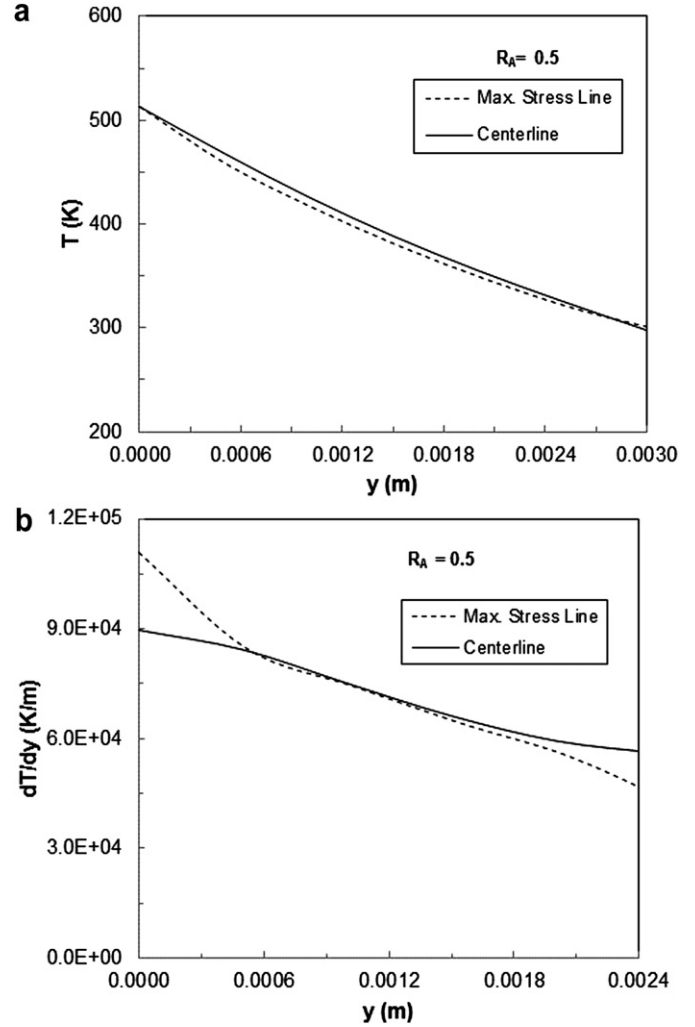 a
600
R_A= 0.5
Max. Stress Line
Centerline
500
400
T (K)
300
200
0.0000 0.0006 0.0012 0.0018 0.0024 0.0030
y (m)
b
1.2E+05
R_A = 0.5
Max. Stress Line
Centerline
9.0E+04
6.0E+04
dT/dy (K/m)
3.0E+04
0.0E+00
0.0000 0.0006 0.0012 0.0018 0.0024
y (m)